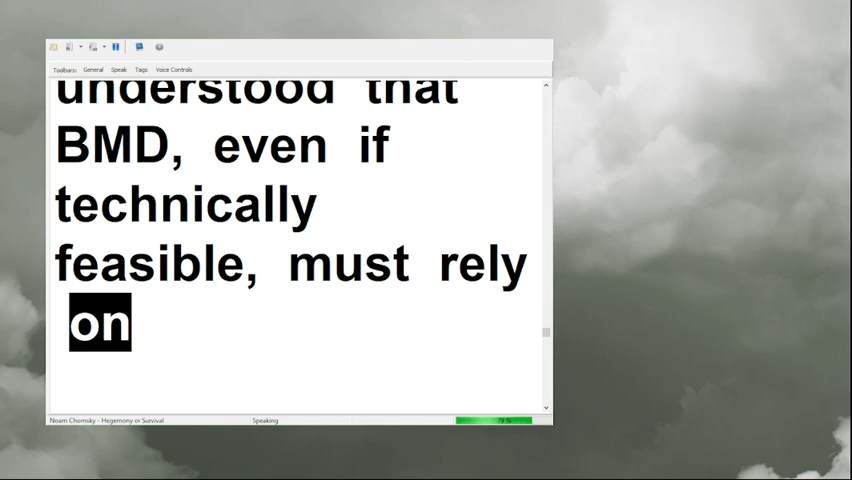 Toolbars: General Speak Tags Voice Controls
understood that
BMD, even if
technically
feasible, must rely
on
Noam Chomsky - Hegemony or Survival Speaking 79 %